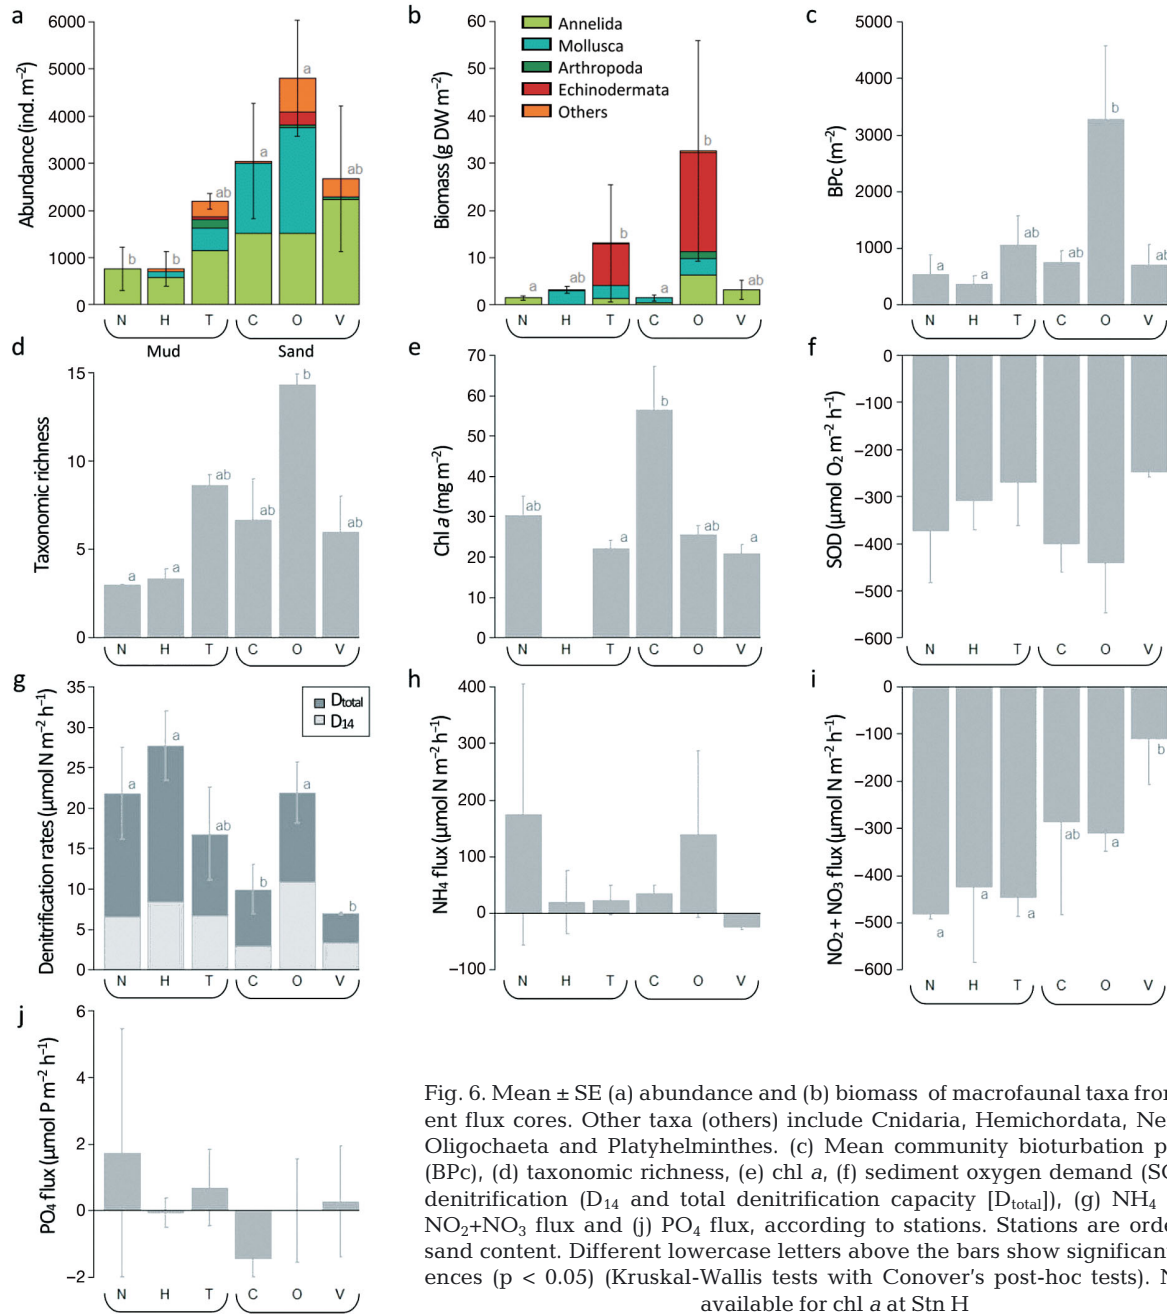 a
Abundance (ind. m⁻²)
6000
5000
4000
3000
2000
1000
0
b
b
ab
a
a
ab
N H T C O V
Mud Sand
b
Biomass (g DW m⁻²)
60
50
40
30
20
10
0
Annelida
Mollusca
Arthropoda
Echinodermata
Others
a
a
b
a
b
ab
N H T C O V
c
BPc (m⁻²)
5000
4000
3000
2000
1000
0
a
a
ab
ab
b
ab
N H T C O V
d
Taxonomic richness
15
10
5
0
a
a
ab
ab
b
ab
N H T C O V
e
Chl a (mg m⁻²)
70
60
50
40
30
20
10
0
ab
a
b
ab
a
N H T C O V
f
SOD (µmol O₂ m⁻² h⁻¹)
0
−100
−200
−300
−400
−500
−600
N H T C O V
g
Denitrification rates (µmol N m⁻² h⁻¹)
35
30
25
20
15
10
5
0
Dtotal
D14
a
a
ab
b
a
b
N H T C O V
h
NH₄ flux (µmol N m⁻² h⁻¹)
400
300
200
100
0
−100
N H T C O V
i
NO₂ + NO₃ flux (µmol N m⁻² h⁻¹)
0
−100
−200
−300
−400
−500
−600
a
a
a
ab
a
b
N H T C O V
j
PO₄ flux (µmol P m⁻² h⁻¹)
6
4
2
0
−2
N H T C O V
Fig. 6. Mean ± SE (a) abundance and (b) biomass of macrofaunal taxa from
ent flux cores. Other taxa (others) include Cnidaria, Hemichordata, Ne
Oligochaeta and Platyhelminthes. (c) Mean community bioturbation p
(BPc), (d) taxonomic richness, (e) chl a, (f) sediment oxygen demand (SO
denitrification (D₁₄ and total denitrification capacity [Dtotal]), (g) NH₄
NO₂+NO₃ flux and (j) PO₄ flux, according to stations. Stations are orde
sand content. Different lowercase letters above the bars show significan
ences (p < 0.05) (Kruskal-Wallis tests with Conover's post-hoc tests). N
available for chl a at Stn H